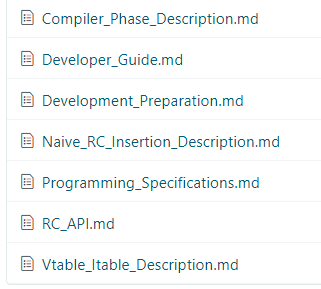 Compiler_Phase_Description.md
Developer_Guide.md
Development_Preparation.md
Naive_RC_Insertion_Description.md
Programming_Specifications.md
RC_API.md
Vtable_Itable_Description.md